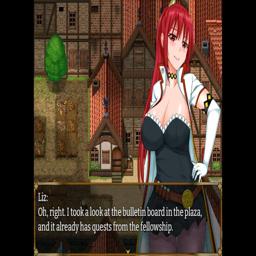 Liz:
Oh, right. I took a look at the bulletin board in the plaza,
and it already has quests from the fellowship.